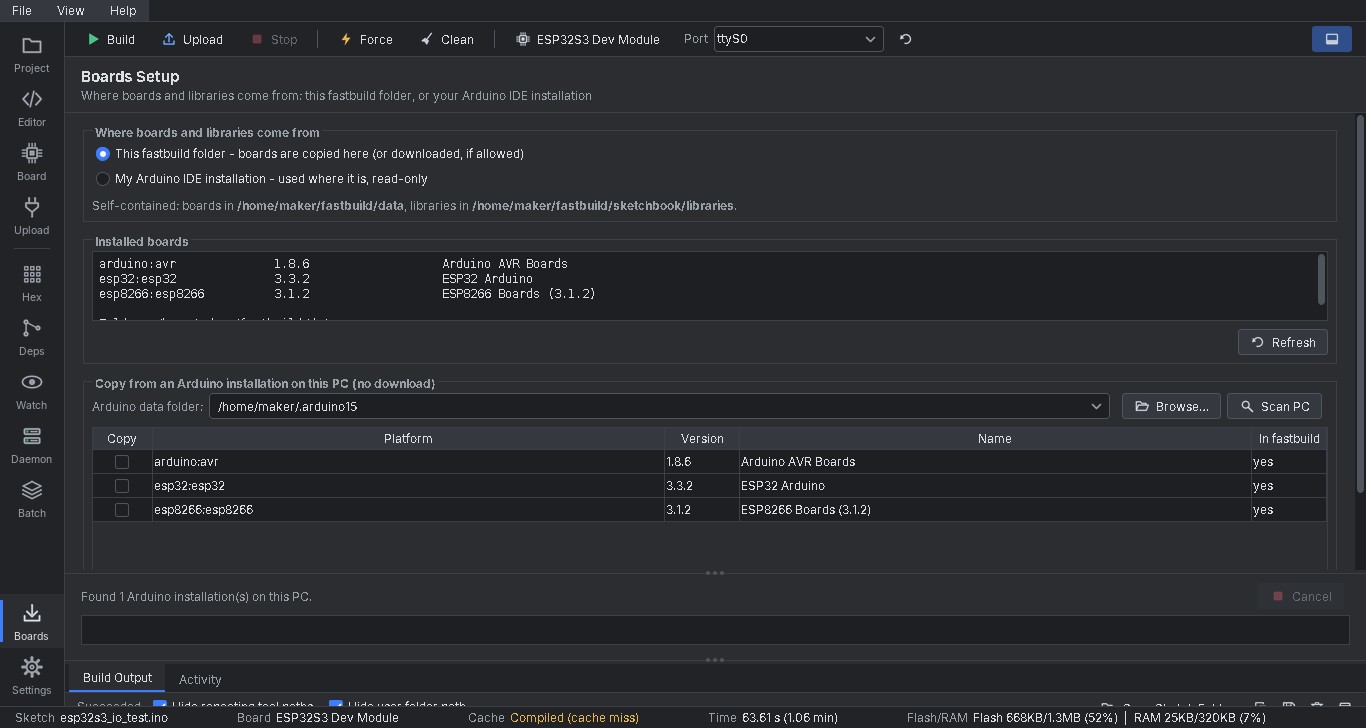 File View Help
Build Upload Stop Force Clean ESP32S3 Dev Module Port ttyS0
Project
Editor
Board
Upload
Hex
Deps
Watch
Daemon
Batch
Boards
Settings
Boards Setup
Where boards and libraries come from: this fastbuild folder, or your Arduino IDE installation
Where boards and libraries come from
This fastbuild folder - boards are copied here (or downloaded, if allowed)
My Arduino IDE installation - used where it is, read-only
Self-contained: boards in /home/maker/fastbuild/data, libraries in /home/maker/fastbuild/sketchbook/libraries.
Installed boards
arduino:avr 1.8.6 Arduino AVR Boards
esp32:esp32 3.3.2 ESP32 Arduino
esp8266:esp8266 3.1.2 ESP8266 Boards (3.1.2)
Refresh
Copy from an Arduino installation on this PC (no download)
Arduino data folder: /home/maker/.arduino15 Browse... Scan PC
Copy Platform Version Name In fastbuild
arduino:avr 1.8.6 Arduino AVR Boards yes
esp32:esp32 3.3.2 ESP32 Arduino yes
esp8266:esp8266 3.1.2 ESP8266 Boards (3.1.2) yes
Found 1 Arduino installation(s) on this PC.
Cancel
Build Output Activity
Succeeded Hide repeating tool paths Hide user folder path
Sketch esp32s3_io_test.ino Board ESP32S3 Dev Module Cache Compiled (cache miss) Time 63.61 s (1.06 min) Flash/RAM Flash 668KB/1.3MB (52%) | RAM 25KB/320KB (7%)